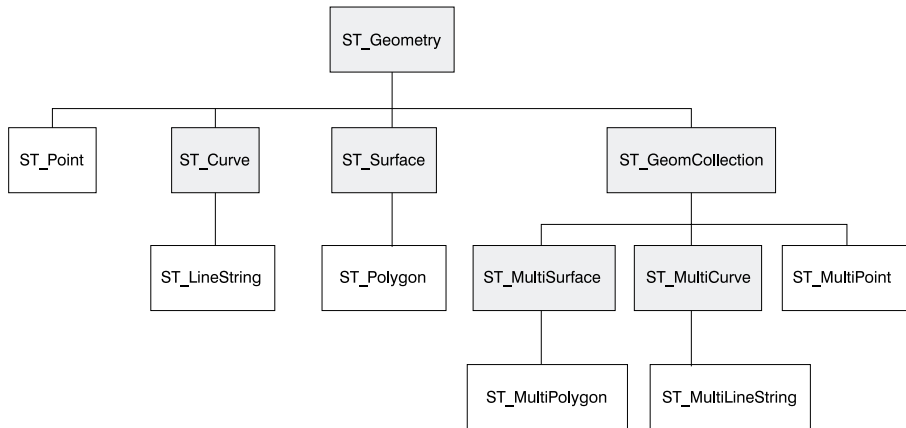 ST_Geometry
ST_Point
ST_Curve
ST_Surface
ST_GeomCollection
ST_LineString
ST_Polygon
ST_MultiSurface
ST_MultiCurve
ST_MultiPoint
ST_MultiPolygon
ST_MultiLineString